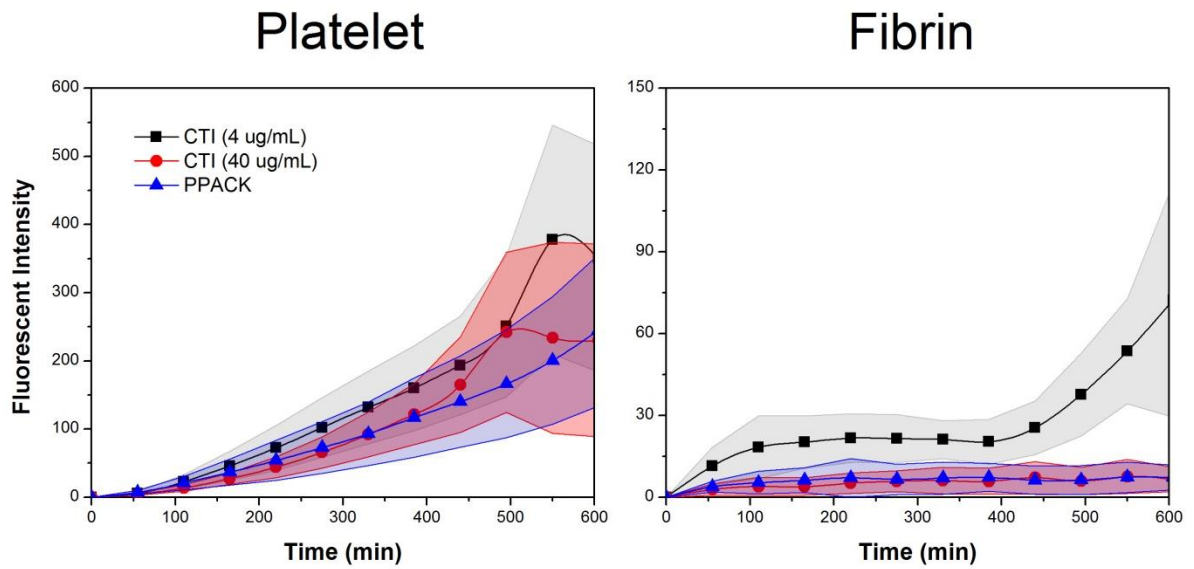 Platelet
Fibrin
Fluorescent Intensity
600
500
400
300
200
100
0
CTI (4 ug/mL)
CTI (40 ug/mL)
PPACK
0 100 200 300 400 500 600
Time (min)
150
120
90
60
30
0
0 100 200 300 400 500 600
Time (min)